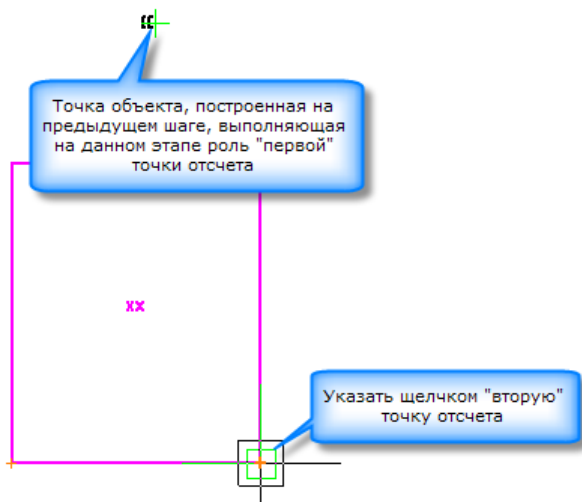 Точка объекта, построенная на
предыдущем шаге, выполняющая
на данном этапе роль "первой"
точки отсчета
хх
Указать щелчком "вторую"
точку отсчета